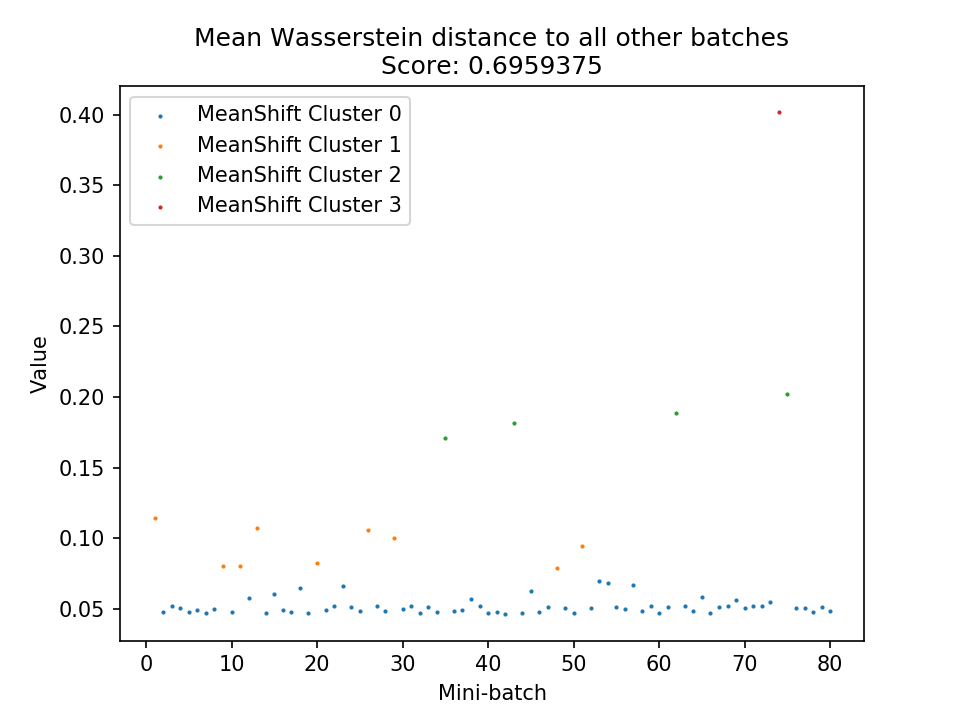 Mean Wasserstein distance to all other batches
Score: 0.6959375
MeanShift Cluster 0
MeanShift Cluster 1
MeanShift Cluster 2
MeanShift Cluster 3
0.40
0.35
0.30
0.25
0.20
0.15
0.10
0.05
Value
0 10 20 30 40 50 60 70 80
Mini-batch